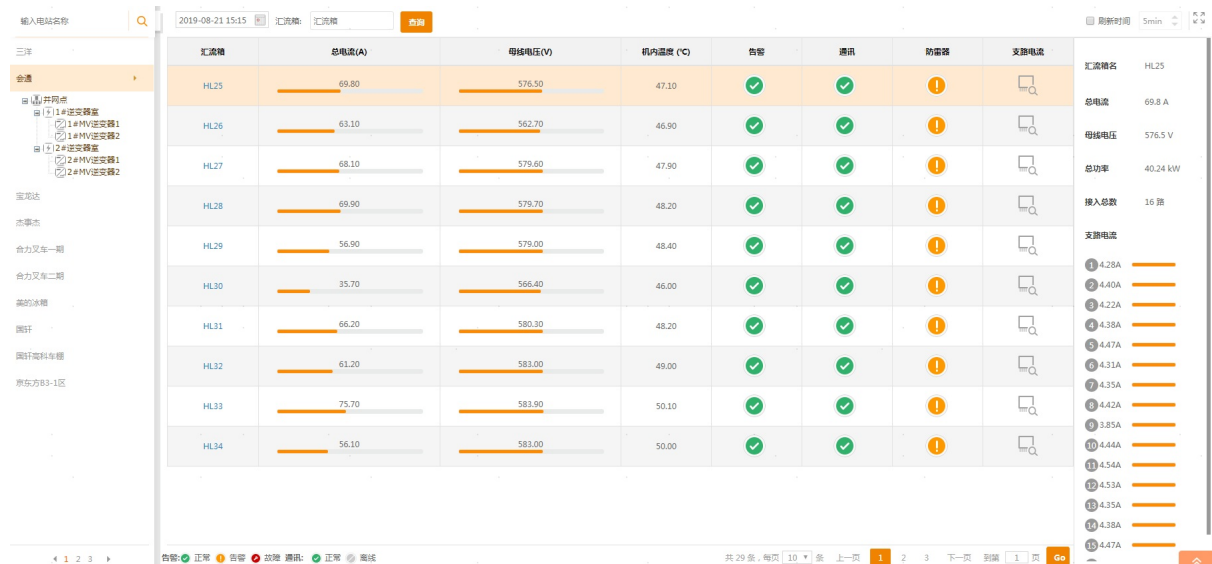 输入电站名称
2019-08-21 15:15 汇流箱: 汇流箱 查询
刷新时间 5min
三洋
会通
并网点
1#逆变器室
1#MV逆变器1
1#MV逆变器2
2#逆变器室
2#MV逆变器1
2#MV逆变器2
宝龙达
杰事杰
合力叉车一期
合力叉车二期
美的冰箱
国轩
国轩高科车棚
京东方B3-1区
1 2 3
汇流箱 总电流(A) 母线电压(V) 机内温度 (℃) 告警 通讯 防雷器 支路电流
HL25 69.80 576.50 47.10
HL26 63.10 562.70 46.90
HL27 68.10 579.60 47.90
HL28 69.90 579.70 48.20
HL29 56.90 579.00 48.40
HL30 35.70 566.40 46.00
HL31 66.20 580.30 48.20
HL32 61.20 583.00 49.00
HL33 75.70 583.90 50.10
HL34 56.10 583.00 50.00
告警: 正常 告警 故障 通讯: 正常 离线
共 29 条，每页 10 条 上一页 1 2 3 下一页 到第 1 页 Go
汇流箱名 HL25
总电流 69.8 A
母线电压 576.5 V
总功率 40.24 kW
接入总数 16 路
支路电流
1 4.28A
2 4.40A
3 4.22A
4 4.38A
5 4.47A
6 4.31A
7 4.35A
8 4.42A
9 3.85A
10 4.44A
11 4.54A
12 4.53A
13 4.35A
14 4.38A
15 4.47A